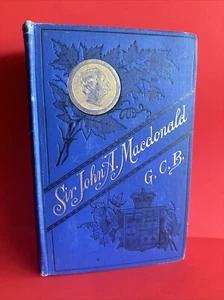 Sir John A. Macdonald
G. C. B.